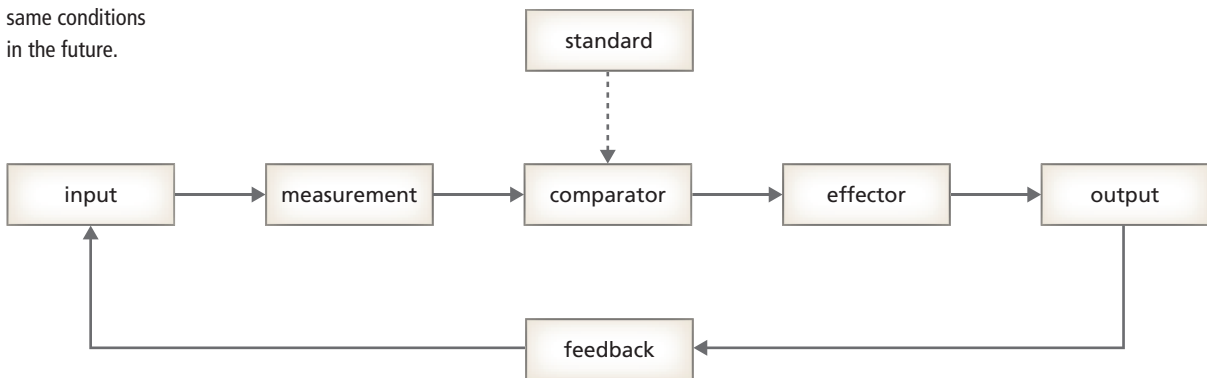 same conditions
in the future.
standard
input
measurement
comparator
effector
output
feedback